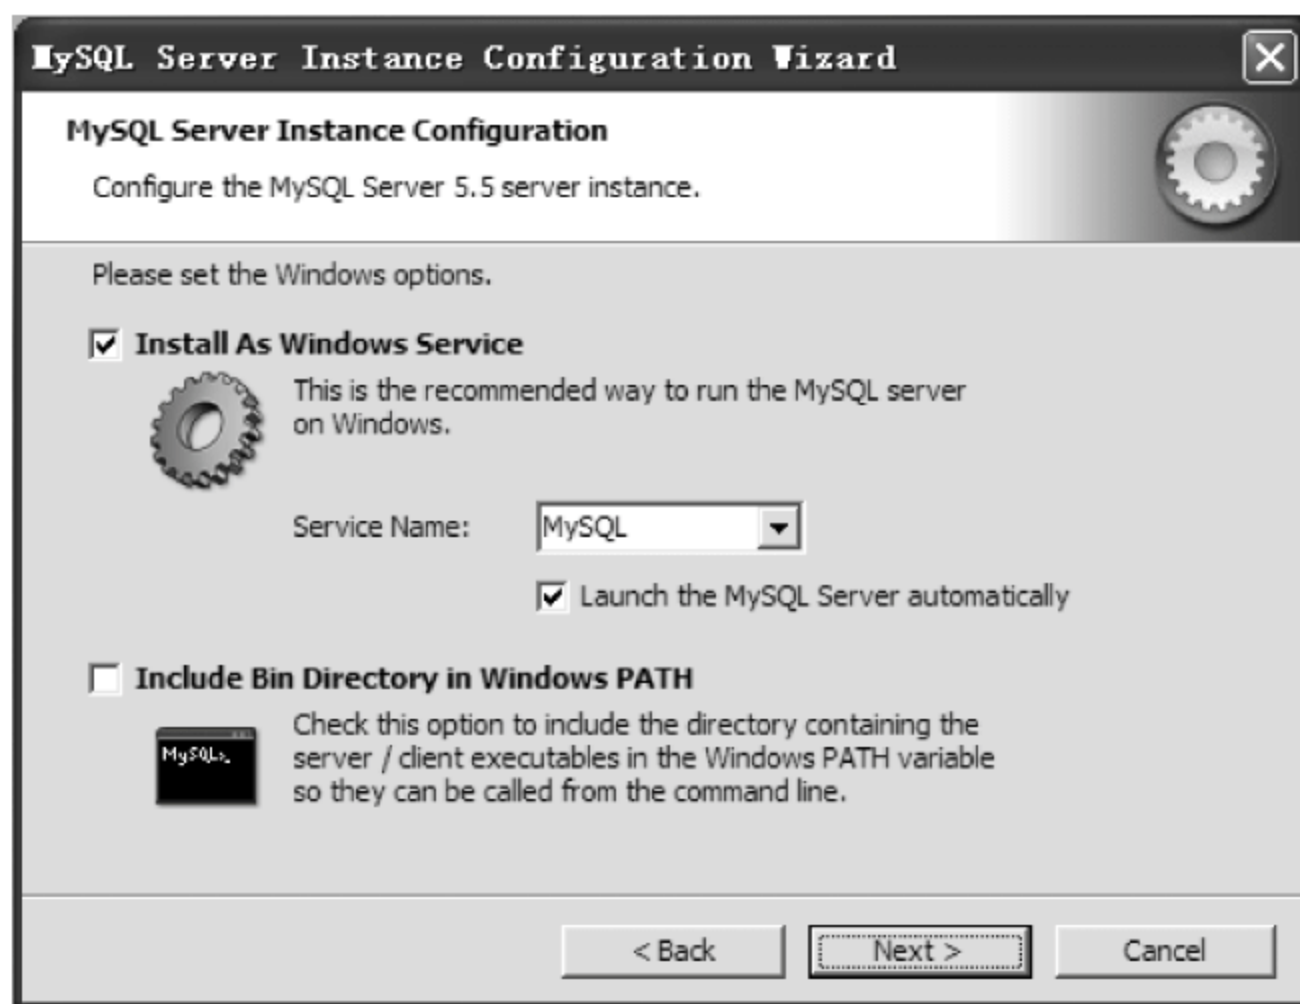 MySQL Server Instance Configuration Wizard
MySQL Server Instance Configuration
Configure the MySQL Server 5.5 server instance.
Please set the Windows options.
Install As Windows Service
This is the recommended way to run the MySQL server
on Windows.
Service Name:
MySQL
Launch the MySQL Server automatically
Include Bin Directory in Windows PATH
Check this option to include the directory containing the
server / client executables in the Windows PATH variable
so they can be called from the command line.
MySQL>_
< Back
Next >
Cancel